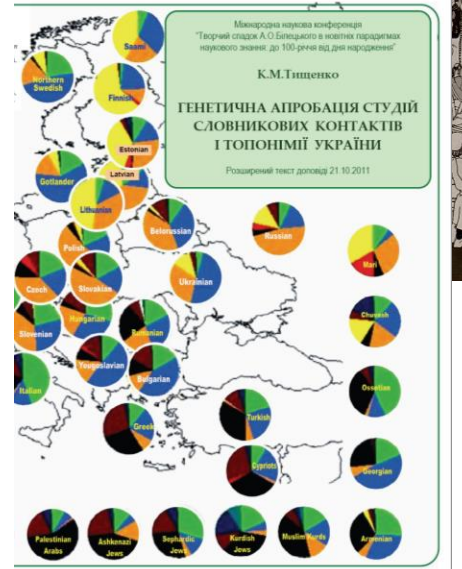 Міжнародна наукова конференція
"Творчий спадок А.О.Білецького в новітніх парадигмах
наукового знання: до 100-річчя від дня народження"
К.М.Тищенко
ГЕНЕТИЧНА АПРОБАЦІЯ СТУДІЙ
СЛОВНИКОВИХ КОНТАКТІВ
І ТОПОНІМІЇ УКРАЇНИ
Розширений текст доповіді 21.10.2011
Saami
Northern
Swedish
Finnish
Estonian
Latvian
Gotlander
Lithuanian
Russian
Belorussian
Polish
Mari
Czech
Slovakian
Ukrainian
Hungarian
Chuvash
Slovenian
Rumanian
Yougoslavian
Bulgarian
Italian
Ossetian
Greek
Turkish
Cypriots
Georgian
Palestinian
Arabs
Ashkenazi
Jews
Sephardic
Jews
Kurdish
Jews
Muslim Kurds
Armenian